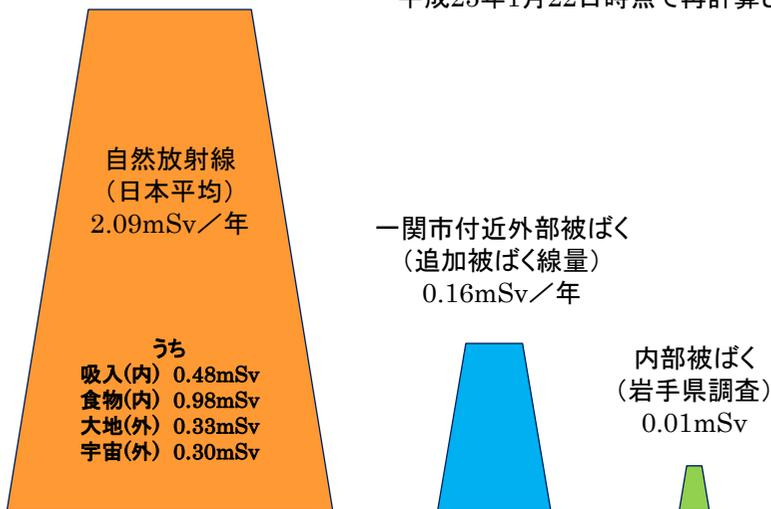 平成25年1月22日時点で再計算
自然放射線
（日本平均）
2.09mSv／年
一関市付近外部被ばく
（追加被ばく線量）
0.16mSv／年
うち
吸入(内) 0.48mSv
食物(内) 0.98mSv
大地(外) 0.33mSv
宇宙(外) 0.30mSv
内部被ばく
（岩手県調査）
0.01mSv